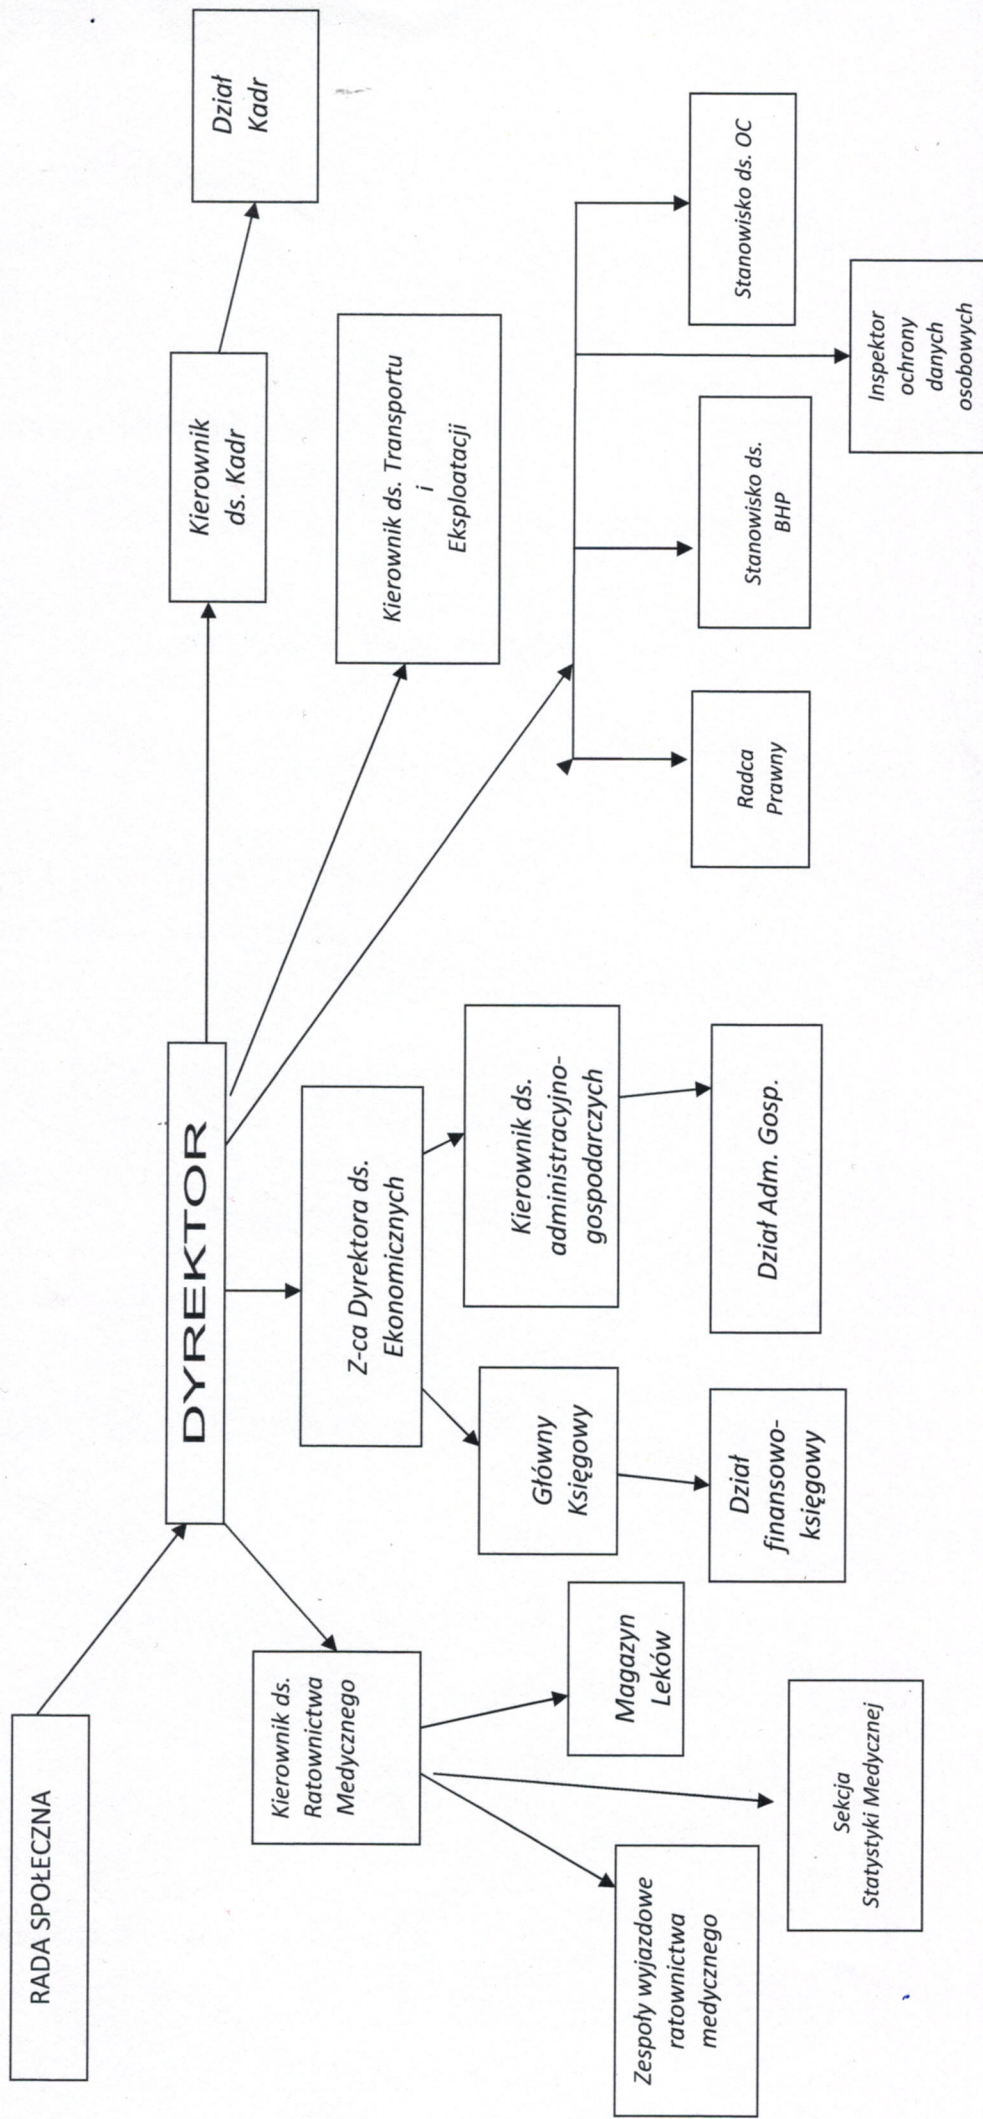 RADA SPOŁECZNA
DYREKTOR
Kierownik
ds. Kadr
Dział
Kadr
Kierownik ds.
Ratownictwa
Medycznego
Z-ca Dyrektora ds.
Ekonomicznych
Kierownik ds. Transportu
i
Eksploatacji
Główny
Księgowy
Kierownik ds.
administracyjno-
gospodarczych
Magazyn
Leków
Zespoły wyjazdowe
ratownictwa
medycznego
Sekcja
Statystyki Medycznej
Dział
finansowo-
księgowy
Dział Adm. Gosp.
Radca
Prawny
Stanowisko ds.
BHP
Stanowisko ds. OC
Inspektor
ochrony
danych
osobowych